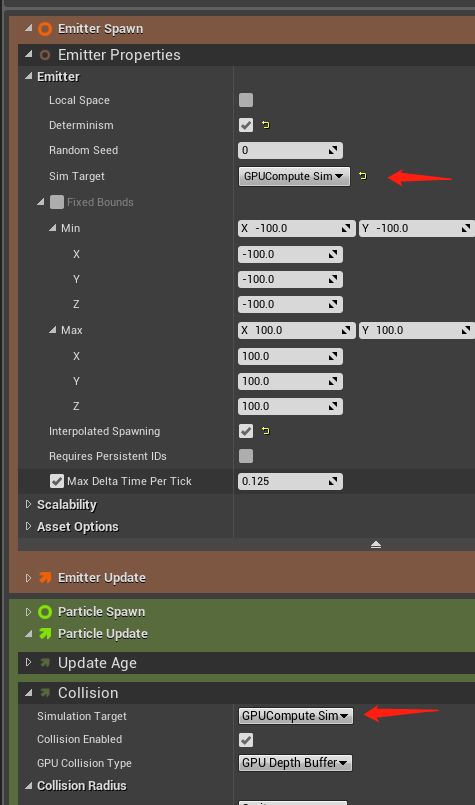 Emitter Spawn
Emitter Properties
Emitter
Local Space
Determinism
Random Seed 0
Sim Target GPUCompute Sim
Fixed Bounds
Min X -100.0 Y -100.0
X -100.0
Y -100.0
Z -100.0
Max X 100.0 Y 100.0
X 100.0
Y 100.0
Z 100.0
Interpolated Spawning
Requires Persistent IDs
Max Delta Time Per Tick 0.125
Scalability
Asset Options
Emitter Update
Particle Spawn
Particle Update
Update Age
Collision
Simulation Target GPUCompute Sim
Collision Enabled
GPU Collision Type GPU Depth Buffer
Collision Radius